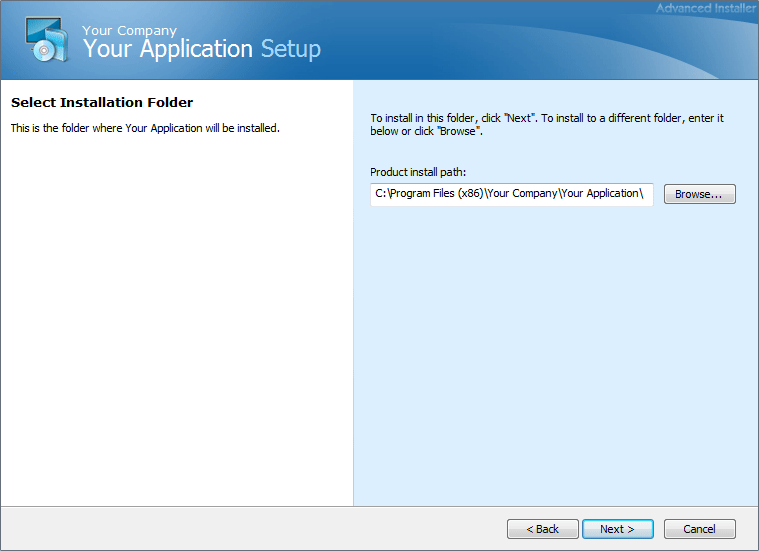 Advanced Installer
Your Company
Your Application Setup
Select Installation Folder
This is the folder where Your Application will be installed.
To install in this folder, click "Next". To install to a different folder, enter it
below or click "Browse".
Product install path:
C:\Program Files (x86)\Your Company\Your Application\
Browse...
< Back
Next >
Cancel